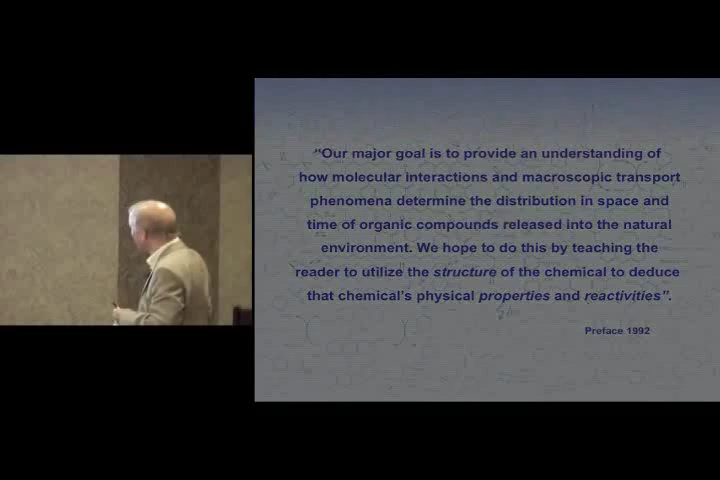 “Our major goal is to provide an understanding of
how molecular interactions and macroscopic transport
phenomena determine the distribution in space and
time of organic compounds released into the natural
environment. We hope to do this by teaching the
reader to utilize the structure of the chemical to deduce
that chemical’s physical properties and reactivities”.
Preface 1992